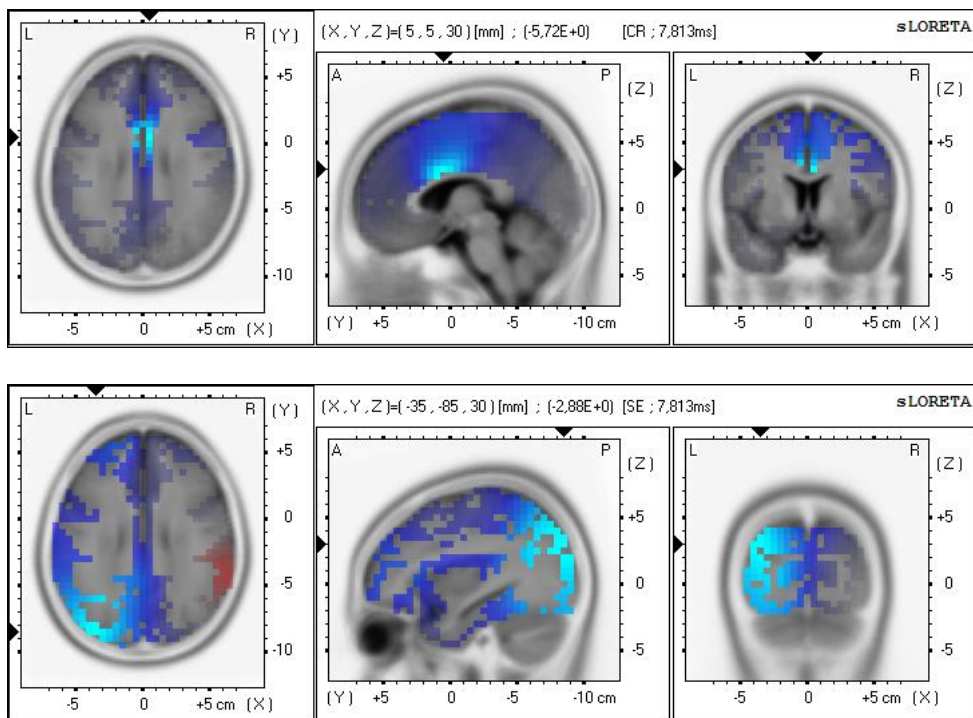 L R (Y) (X,Y,Z)=(5,5,30)[mm] ; (-5,72E+0) [CR ; 7,813ms] sLORETA
A P (Z) L R (Z)
+5 +5 +5
0 0 0
-5 -5 -5
-10
-5 0 +5 cm (X) (Y) +5 0 -5 -10 cm -5 0 +5 cm (X)
L R (Y) (X,Y,Z)=(-35,-85,30)[mm] ; (-2,88E+0) [SE ; 7,813ms] sLORETA
A P (Z) L R (Z)
+5 +5 +5
0 0 0
-5 -5 -5
-10
-5 0 +5 cm (X) (Y) +5 0 -5 -10 cm -5 0 +5 cm (X)